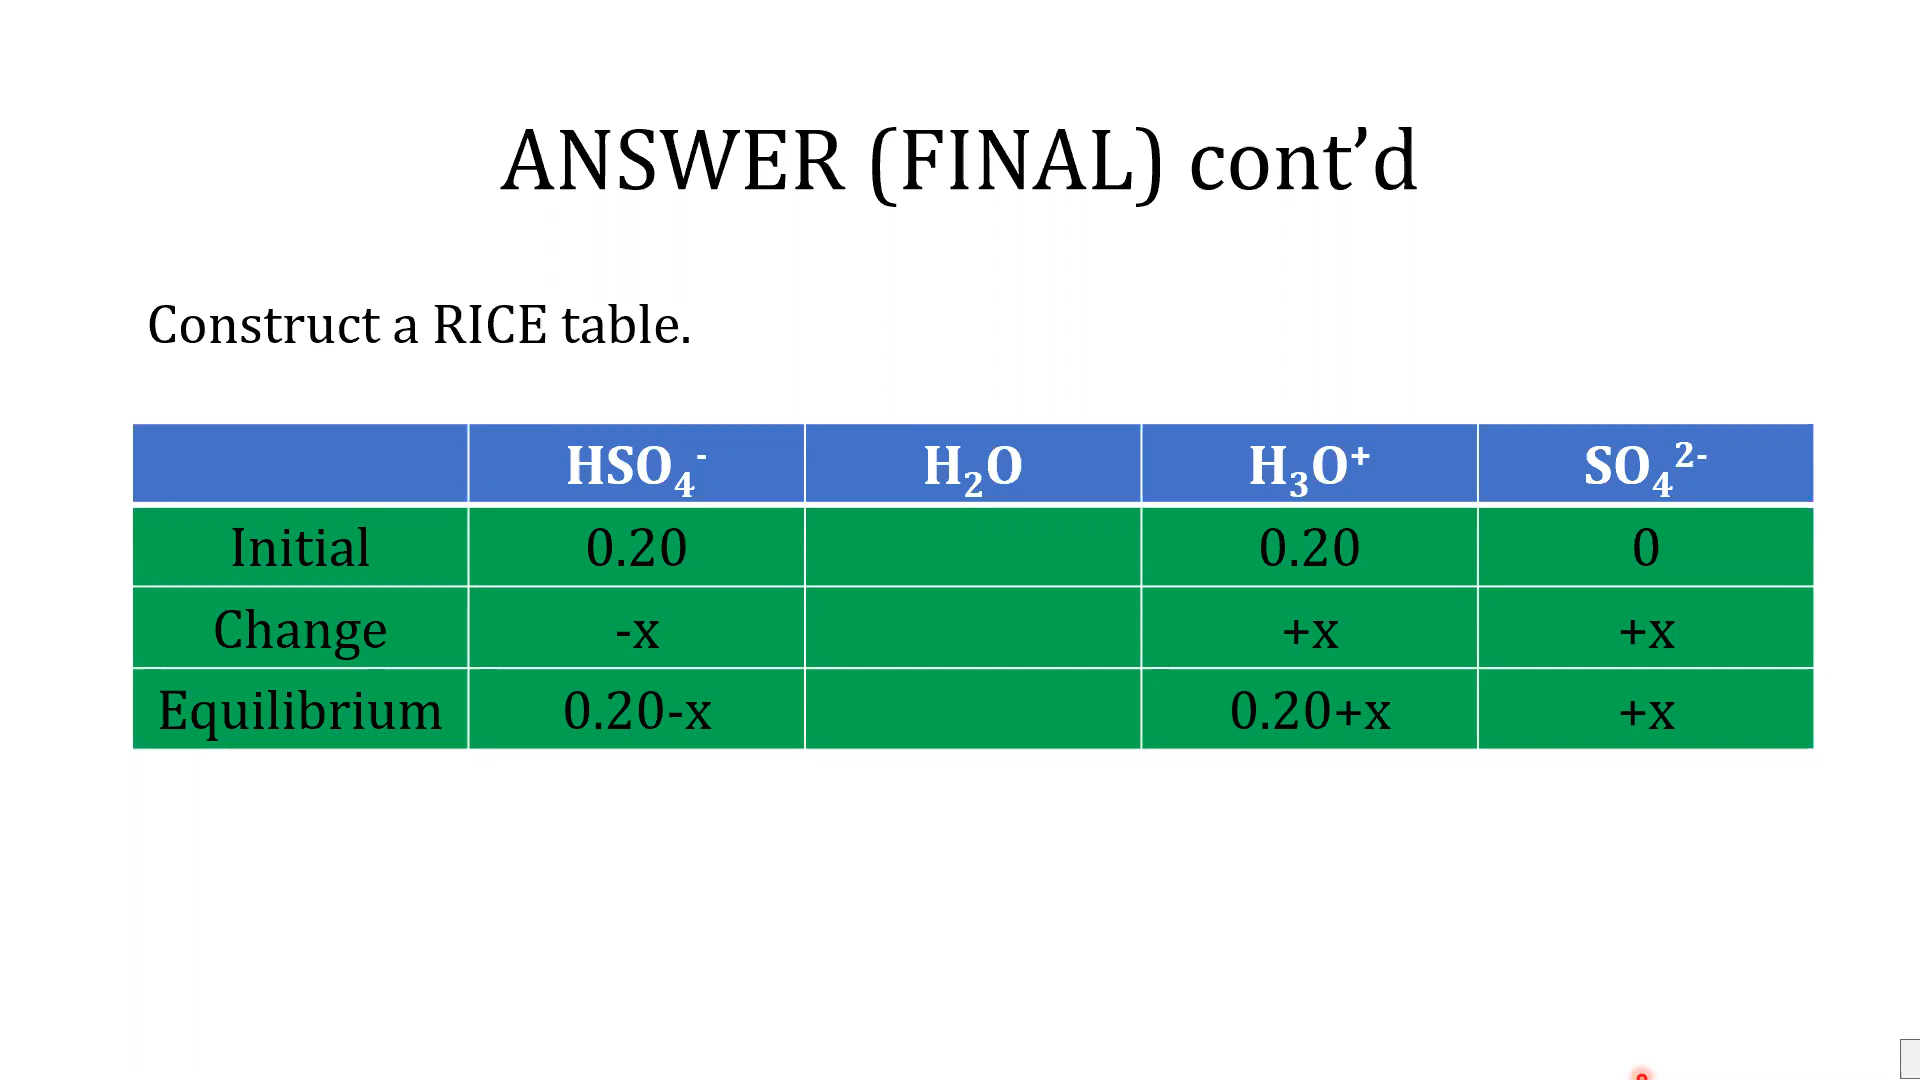 ANSWER (FINAL) cont’d
Construct a RICE table.
HSO₄⁻ H₂O H₃O⁺ SO₄²⁻
Initial 0.20 0.20 0
Change -x +x +x
Equilibrium 0.20-x 0.20+x +x